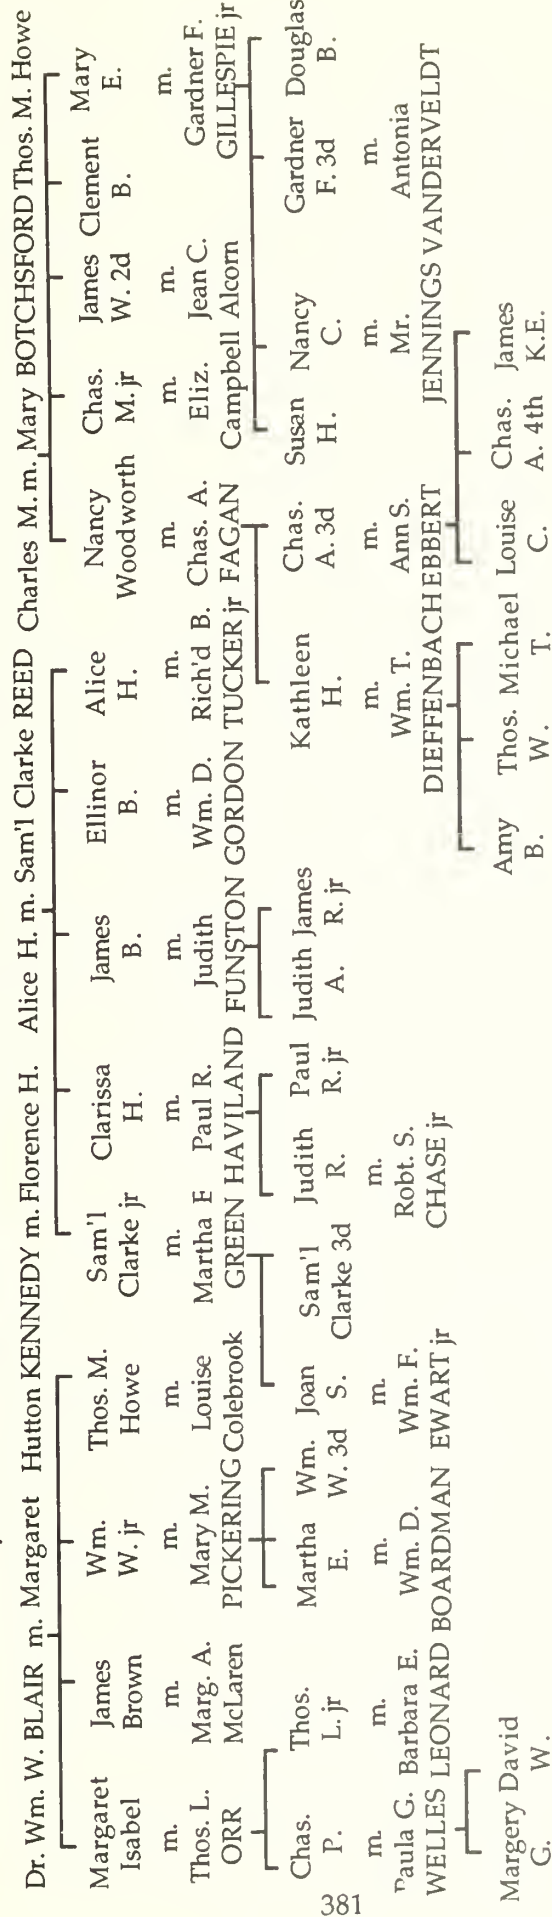 Dr. Wm. W. BLAIR m. Margaret Hutton KENNEDY m. Florence H. Alice H. m. Sam'l Clarke REED Charles M. m. Mary BOTCHSFORD Thos. M. Howe
Margaret James Wm. Thos. M. Sam'l Clarissa James Ellinor Alice Nancy Chas. James Clement Mary
Isabel Brown W. jr Howe Clarke jr H. B. B. H. Woodworth M. jr W. 2d B. E.
m. m. m. m. m. m. m. m. m. m. m. m. m.
Thos. L. Marg. A. Mary M. Louise Martha F Paul R. Judith Wm. D. Rich'd B. Chas. A. Eliz. Jean C. Gardner F.
ORR McLaren PICKERING Colebrook GREEN HAVILAND FUNSTON GORDON TUCKER jr FAGAN Campbell Alcorn GILLESPIE jr
Chas. Thos. Martha Wm. Joan Sam'l Judith Paul Judith James Kathleen Chas. Susan Nancy Gardner Douglas
P. L. jr E. W. 3d S. Clarke 3d R. R. jr A. R. jr H. A. 3d H. C. F. 3d B.
m. m. m. m. m. m. m. m. m.
Paula G. Barbara E. Wm. D. Wm. F. Robt. S. Wm. T. Ann S. Mr. Antonia
WELLES LEONARD BOARDMAN EWART jr CHASE jr DIEFFENBACH EBBERT JENNINGS VANDERVELDT
Margery David Amy Thos. Michael Louise Chas. James
G. W. B. W. T. C. A. 4th K.E.
381